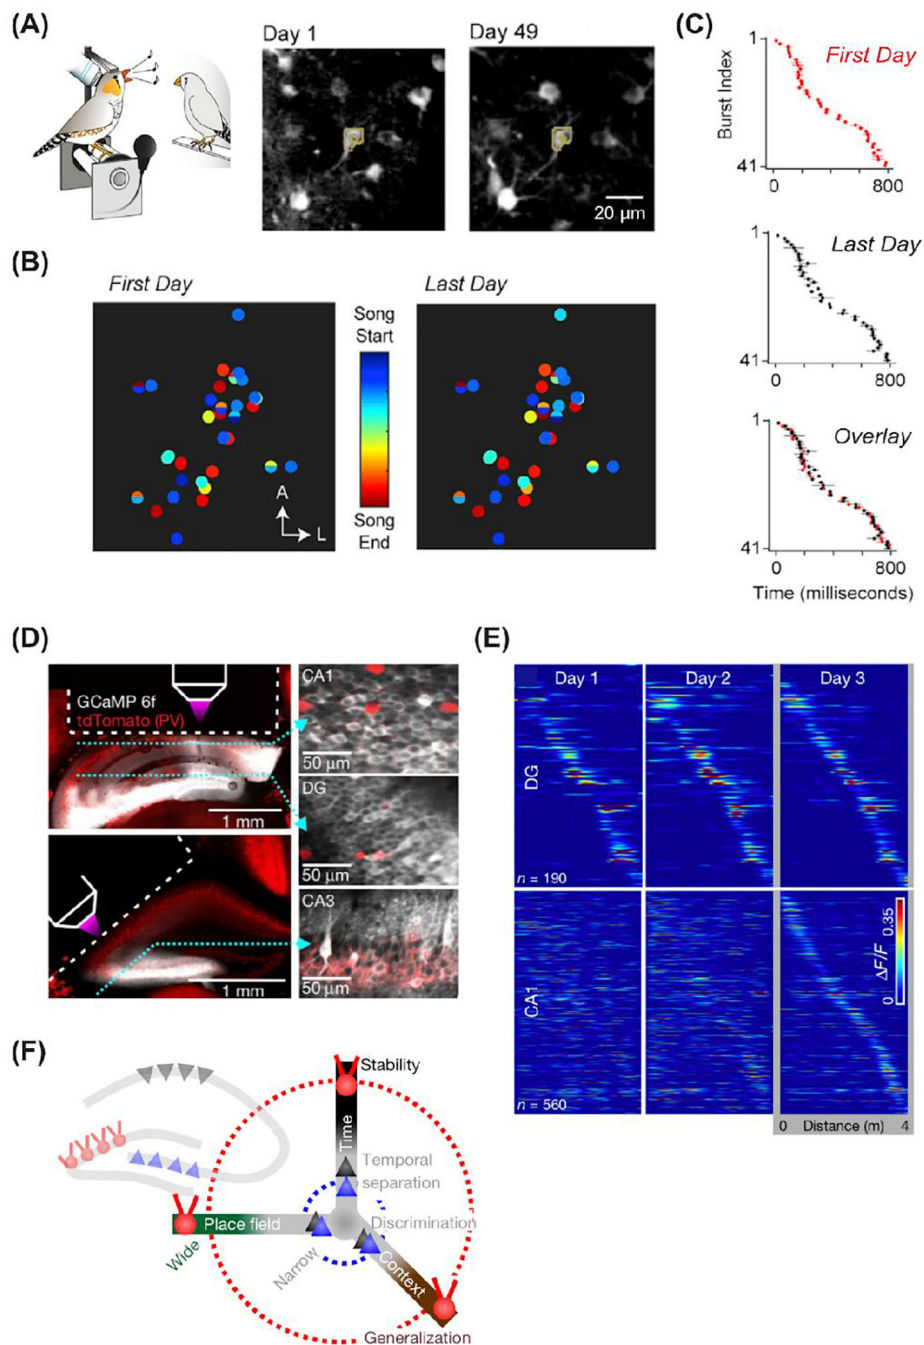 (A)
Day 1
Day 49
20 µm
(B)
First Day
Last Day
Song
Start
Song
End
A
L
(C)
Burst Index
1
First Day
41
0
800
1
Last Day
41
0
800
1
Overlay
41
0
800
Time (milliseconds)
(D)
GCaMP 6f
tdTomato (PV)
1 mm
1 mm
CA1
50 µm
DG
50 µm
CA3
50 µm
(E)
Day 1
Day 2
Day 3
DG
n = 190
CA1
n = 560
0.35
ΔF/F
0
0 Distance (m) 4
(F)
Stability
Time
Temporal
separation
Place field
Discrimination
Wide
Narrow
Context
Generalization